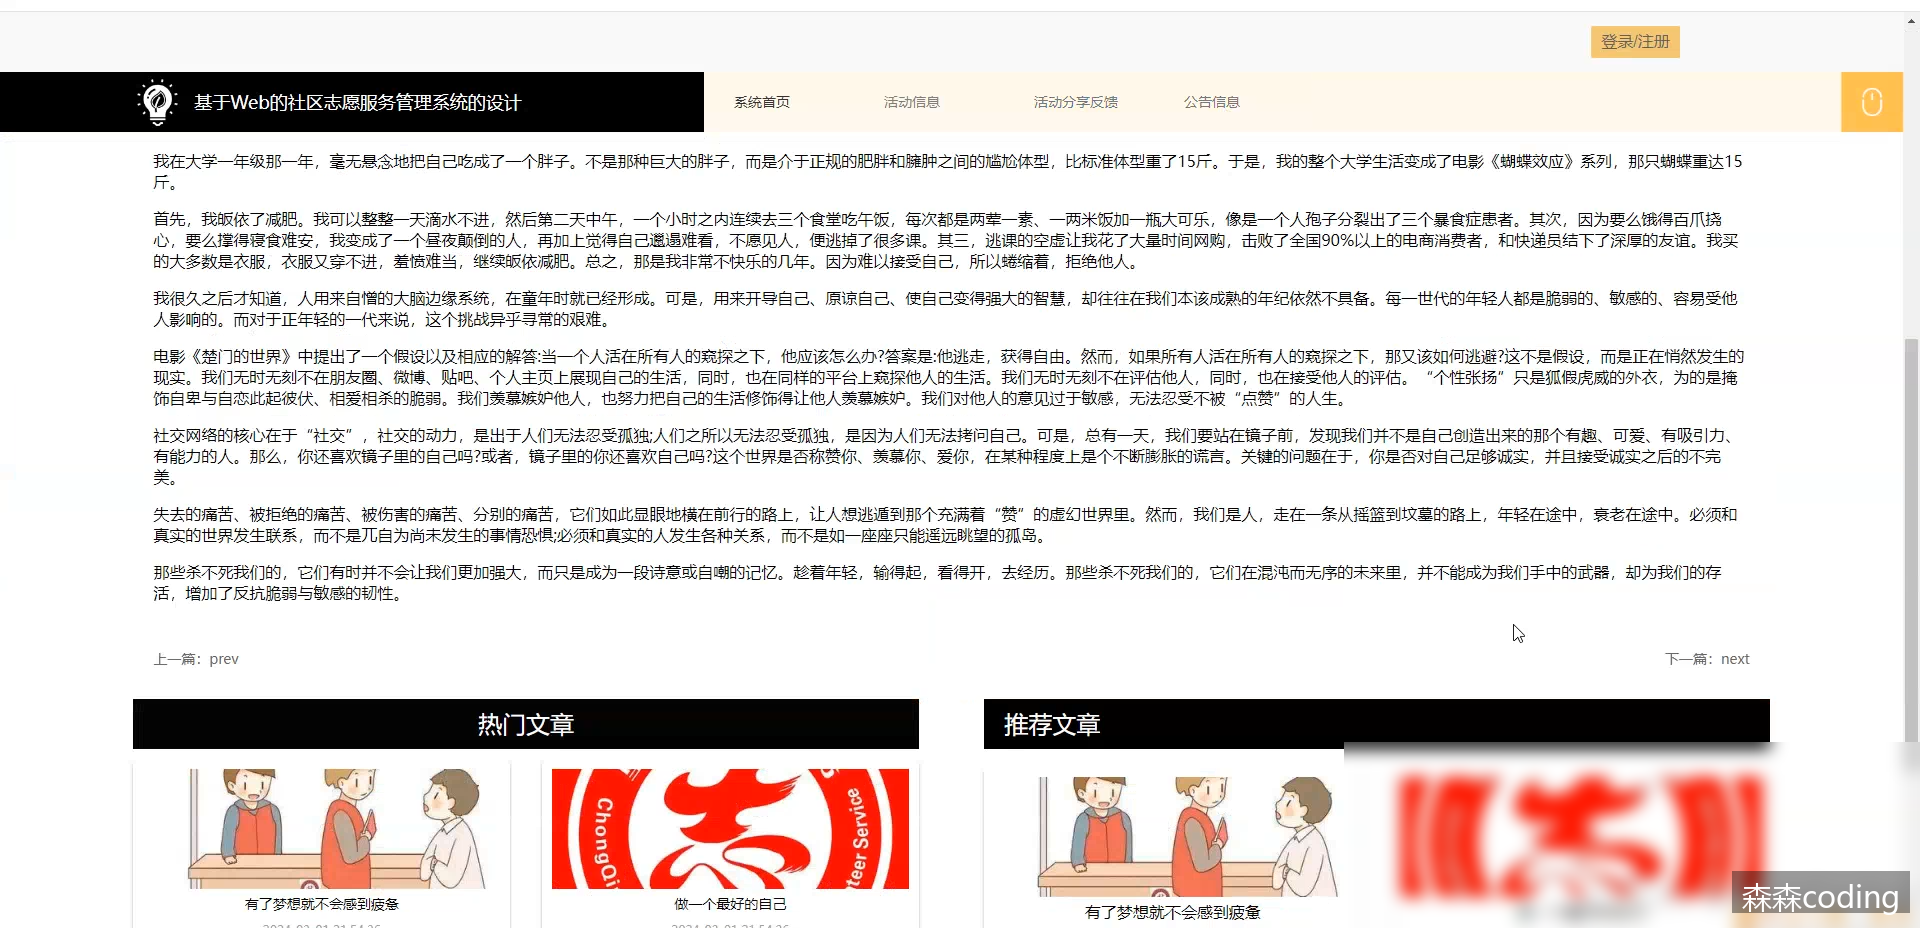 登录/注册
基于Web的社区志愿服务管理系统的设计
系统首页
活动信息
活动分享反馈
公告信息
我在大学一年级那一年，毫无悬念地把自己吃成了一个胖子。不是那种巨大的胖子，而是介于正规的肥胖和臃肿之间的尴尬体型，比标准体型重了15斤。于是，我的整个大学生活变成了电影《蝴蝶效应》系列，那只蝴蝶重达15
斤。
首先，我皈依了减肥。我可以整整一天滴水不进，然后第二天中午，一个小时之内连续去三个食堂吃午饭，每次都是两荤一素、一两米饭加一瓶大可乐，像是一个人孢子分裂出了三个暴食症患者。其次，因为要么饿得百爪挠
心，要么撑得寝食难安，我变成了一个昼夜颠倒的人，再加上觉得自己邋遢难看，不愿见人，便逃掉了很多课。其三，逃课的空虚让我花了大量时间网购，击败了全国90%以上的电商消费者，和快递员结下了深厚的友谊。我买
的大多数是衣服，衣服又穿不进，羞愤难当，继续皈依减肥。总之，那是我非常不快乐的几年。因为难以接受自己，所以蜷缩着，拒绝他人。
我很久之后才知道，人用来自憎的大脑边缘系统，在童年时就已经形成。可是，用来开导自己、原谅自己、使自己变得强大的智慧，却往往在我们本该成熟的年纪依然不具备。每一世代的年轻人都是脆弱的、敏感的、容易受他
人影响的。而对于正年轻的一代来说，这个挑战异乎寻常的艰难。
电影《楚门的世界》中提出了一个假设以及相应的解答:当一个人活在所有人的窥探之下，他应该怎么办?答案是:他逃走，获得自由。然而，如果所有人活在所有人的窥探之下，那又该如何逃避?这不是假设，而是正在悄然发生的
现实。我们无时无刻不在朋友圈、微博、贴吧、个人主页上展现自己的生活，同时，也在同样的平台上窥探他人的生活。我们无时无刻不在评估他人，同时，也在接受他人的评估。“个性张扬”只是狐假虎威的外衣，为的是掩
饰自卑与自恋此起彼伏、相爱相杀的脆弱。我们羡慕嫉妒他人，也努力把自己的生活修饰得让他人羡慕嫉妒。我们对他人的意见过于敏感，无法忍受不被“点赞”的人生。
社交网络的核心在于“社交”，社交的动力，是出于人们无法忍受孤独;人们之所以无法忍受孤独，是因为人们无法拷问自己。可是，总有一天，我们要站在镜子前，发现我们并不是自己创造出来的那个有趣、可爱、有吸引力、
有能力的人。那么，你还喜欢镜子里的自己吗?或者，镜子里的你还喜欢自己吗?这个世界是否称赞你、羡慕你、爱你，在某种程度上是个不断膨胀的谎言。关键的问题在于，你是否对自己足够诚实，并且接受诚实之后的不完
美。
失去的痛苦、被拒绝的痛苦、被伤害的痛苦、分别的痛苦，它们如此显眼地横在前行的路上，让人想逃遁到那个充满着“赞”的虚幻世界里。然而，我们是人，走在一条从摇篮到坟墓的路上，年轻在途中，衰老在途中。必须和
真实的世界发生联系，而不是兀自为尚未发生的事情恐惧;必须和真实的人发生各种关系，而不是如一座座只能遥远眺望的孤岛。
那些杀不死我们的，它们有时并不会让我们更加强大，而只是成为一段诗意或自嘲的记忆。趁着年轻，输得起，看得开，去经历。那些杀不死我们的，它们在混沌而无序的未来里，并不能成为我们手中的武器，却为我们的存
活，增加了反抗脆弱与敏感的韧性。
上一篇：prev
下一篇：next
热门文章
推荐文章
有了梦想就不会感到疲惫
做一个最好的自己
有了梦想就不会感到疲惫
森森coding